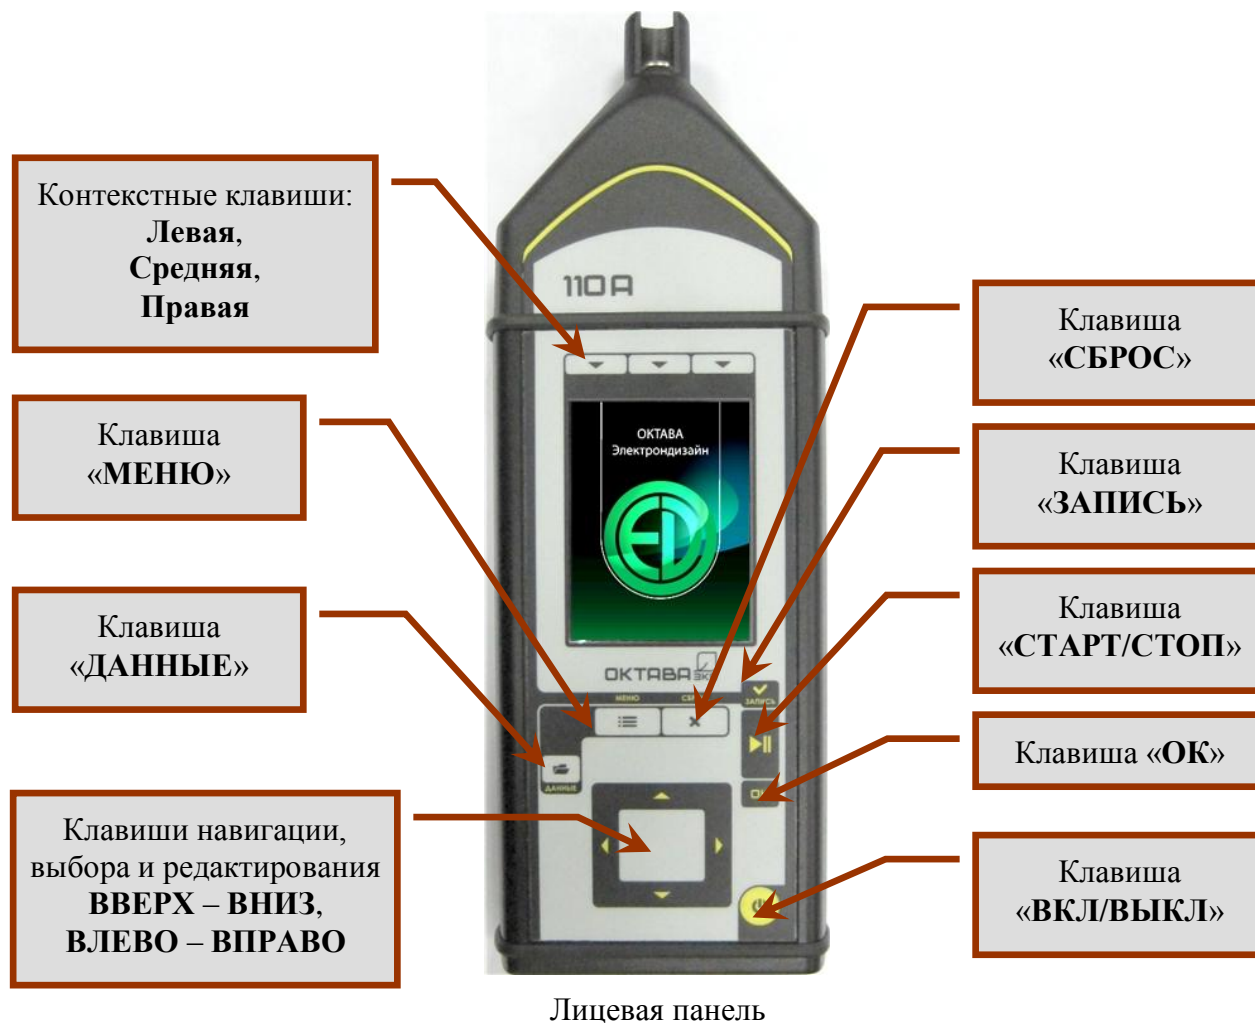 Контекстные клавиши:
Левая,
Средняя,
Правая
Клавиша
«МЕНЮ»
Клавиша
«ДАННЫЕ»
Клавиши навигации,
выбора и редактирования
ВВЕРХ – ВНИЗ,
ВЛЕВО – ВПРАВО
110A
ОКТАВА
Электрондизайн
ОКТАВА
МЕНЮ
ЗАПИСЬ
ДАННЫЕ
Клавиша
«СБРОС»
Клавиша
«ЗАПИСЬ»
Клавиша
«СТАРТ/СТОП»
Клавиша «ОК»
Клавиша
«ВКЛ/ВЫКЛ»
Лицевая панель